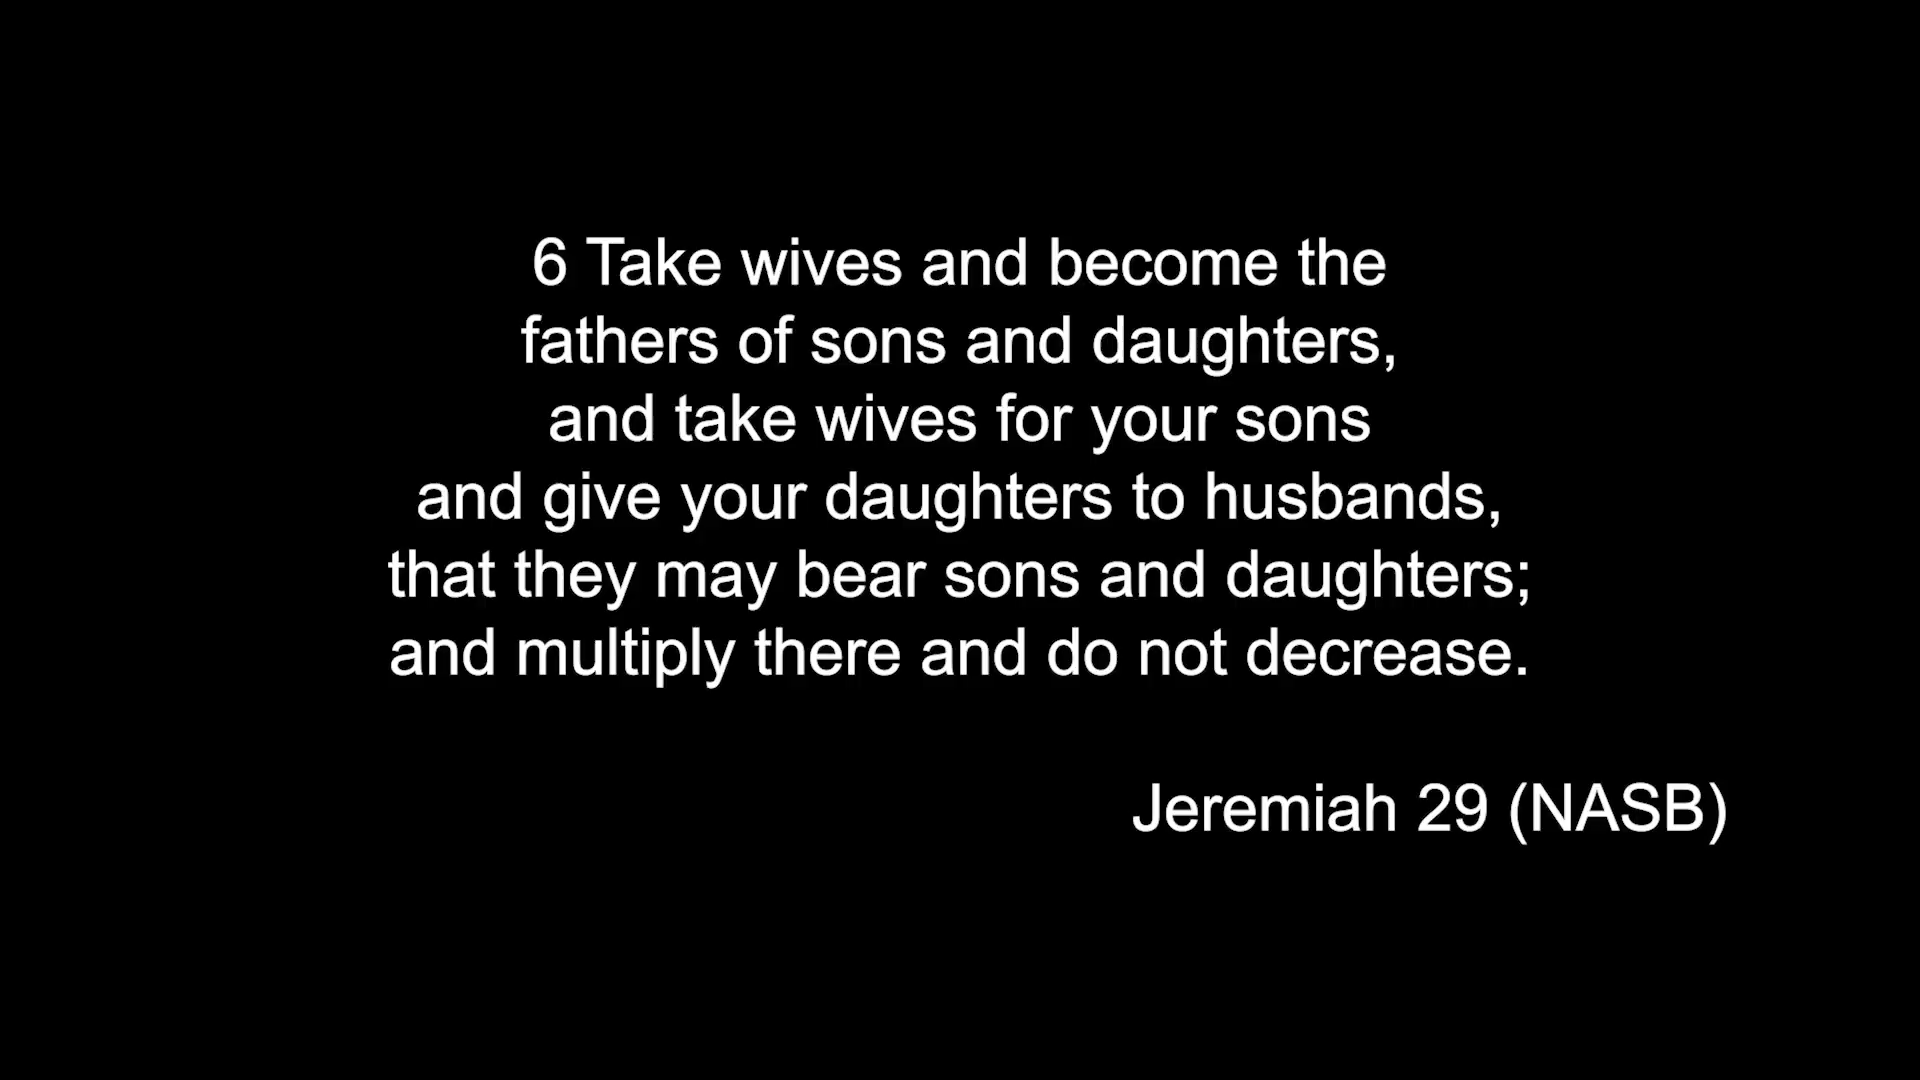 6 Take wives and become the
fathers of sons and daughters,
and take wives for your sons
and give your daughters to husbands,
that they may bear sons and daughters;
and multiply there and do not decrease.
Jeremiah 29 (NASB)